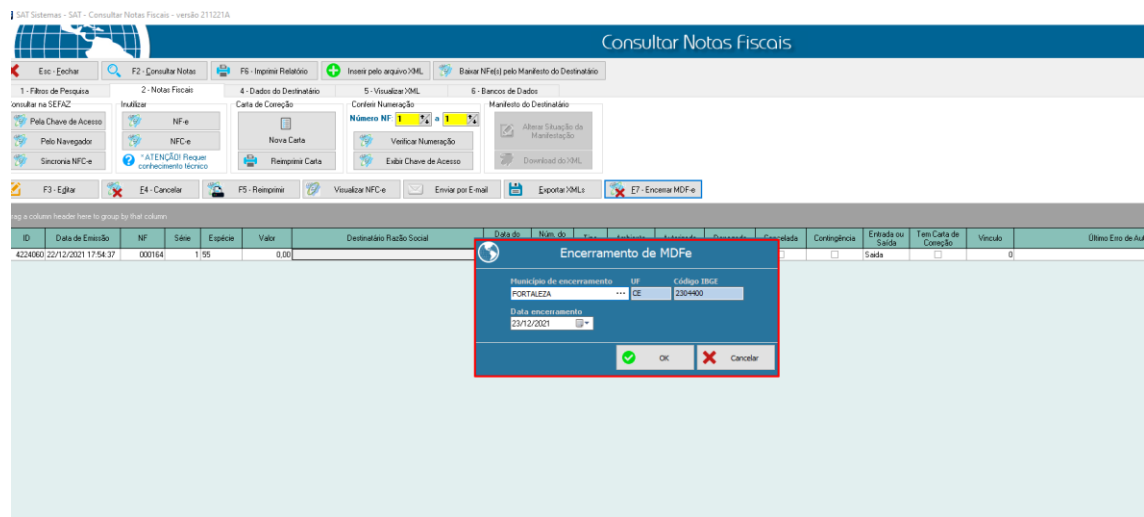 SAT Sistemas - SAT - Consultar Notas Fiscais - versão 211221A
Consultar Notas Fiscais
Esc - Fechar F2 - Consultar Notas F6 - Imprimir Relatório Inserir pelo arquivo XML Baixar NFe(s) pelo Manifesto do Destinatário
1 - Filtros de Pesquisa 2 - Notas Fiscais 4 - Dados do Destinatário 5 - Visualizar XML 6 - Bancos de Dados
onsultar na SEFAZ Inutilizar Carta de Correção Conferir Numeração Manifesto do Destinatário
Pela Chave de Acesso NF-e Número NF: 1 a 1 Alterar Situação da
Manifestação
Nova Carta
Pelo Navegador NFC-e Verificar Numeração
Sincronia NFC-e *ATENÇÃO! Requer
conhecimento técnico Reimprimir Carta Exibir Chave de Acesso Download do XML
F3 - Editar F4 - Cancelar F5 - Reimprimir Visualizar NFC-e Enviar por E-mail Exportar XMLs F7 - Encerrar MDF-e
rag a column header here to group by that column
ID Data de Emissão NF Série Espécie Valor Destinatário Razão Social Data do Núm. do Cancelada Contingência Entrada ou
Saída Tem Carta de
Correção Vinculo Último Erro de Au
4224060 22/12/2021 17:54:37 000164 1 55 0,00 Saida 0
Encerramento de MDFe
Município de encerramento UF Código IBGE
FORTALEZA ... CE 2304400
Data encerramento
23/12/2021
OK Cancelar